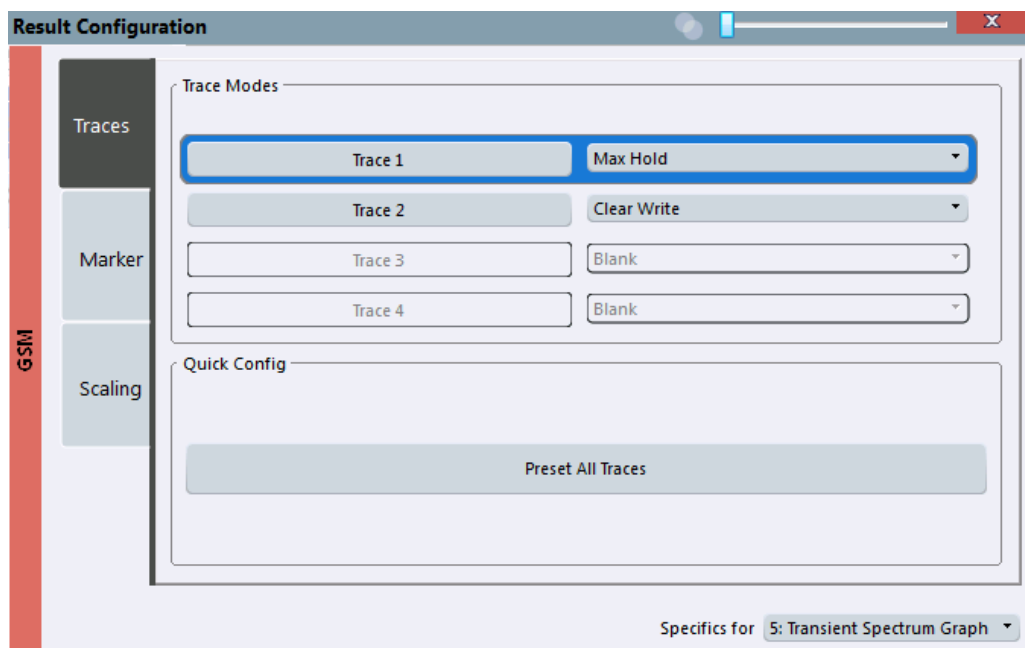 Result Configuration
X
GSM
Traces
Marker
Scaling
Trace Modes
Trace 1 Max Hold
Trace 2 Clear Write
Trace 3 Blank
Trace 4 Blank
Quick Config
Preset All Traces
Specifics for 5: Transient Spectrum Graph